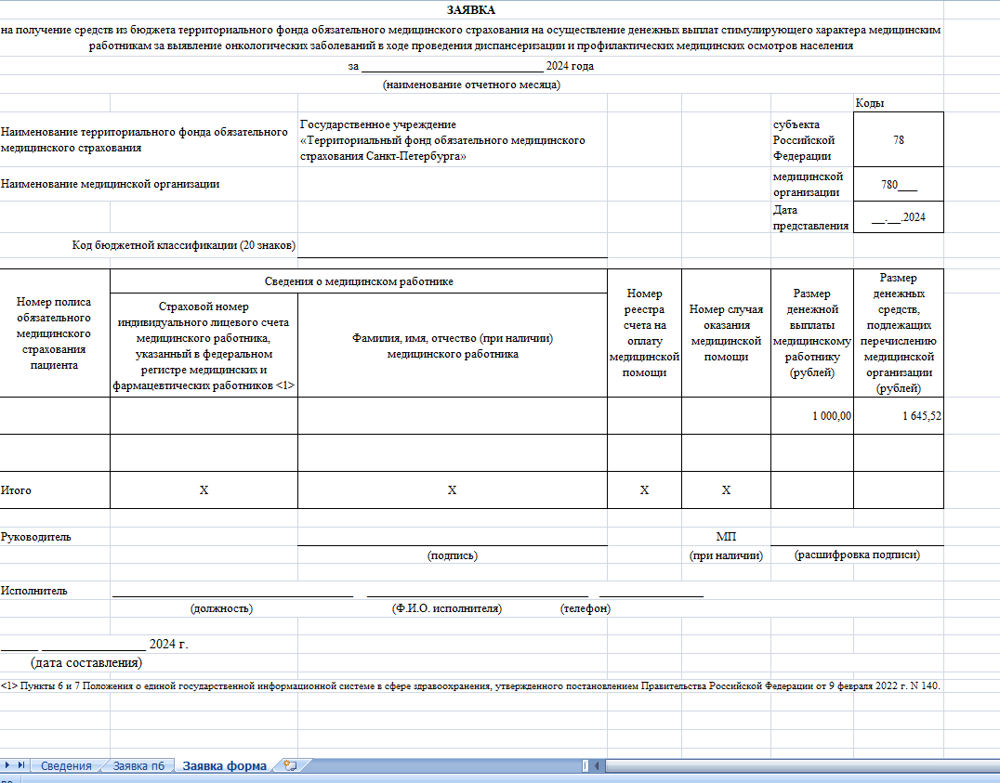 ЗАЯВКА
на получение средств из бюджета территориального фонда обязательного медицинского страхования на осуществление денежных выплат стимулирующего характера медицинским
работникам за выявление онкологических заболеваний в ходе проведения диспансеризации и профилактических медицинских осмотров населения
за ______________________________ 2024 года
(наименование отчетного месяца)
Коды
Наименование территориального фонда обязательного
медицинского страхования
Государственное учреждение
«Территориальный фонд обязательного медицинского
страхования Санкт-Петербурга»
субъекта
Российской
Федерации
78
Наименование медицинской организации
медицинской
организации
780___
Дата
представления
__.__.2024
Код бюджетной классификации (20 знаков)
Номер полиса
обязательного
медицинского
страхования
пациента
Сведения о медицинском работнике
Страховой номер
индивидуального лицевого счета
медицинского работника,
указанный в федеральном
регистре медицинских и
фармацевтических работников <1>
Фамилия, имя, отчество (при наличии)
медицинского работника
Номер
реестра
счета на
оплату
медицинской
помощи
Номер случая
оказания
медицинской
помощи
Размер
денежной
выплаты
медицинскому
работнику
(рублей)
Размер
денежных
средств,
подлежащих
перечислению
медицинской
организации
(рублей)
1 000,00
1 645,52
Итого
X
X
X
X
Руководитель
МП
(подпись)
(при наличии)
(расшифровка подписи)
Исполнитель ________________________________________ _____________________________________ _________________
(должность)
(Ф.И.О. исполнителя)
(телефон)
______ ________________ 2024 г.
(дата составления)
<1> Пункты 6 и 7 Положения о единой государственной информационной системе в сфере здравоохранения, утвержденного постановлением Правительства Российской Федерации от 9 февраля 2022 г. N 140.
Сведения
Заявка п6
Заявка форма